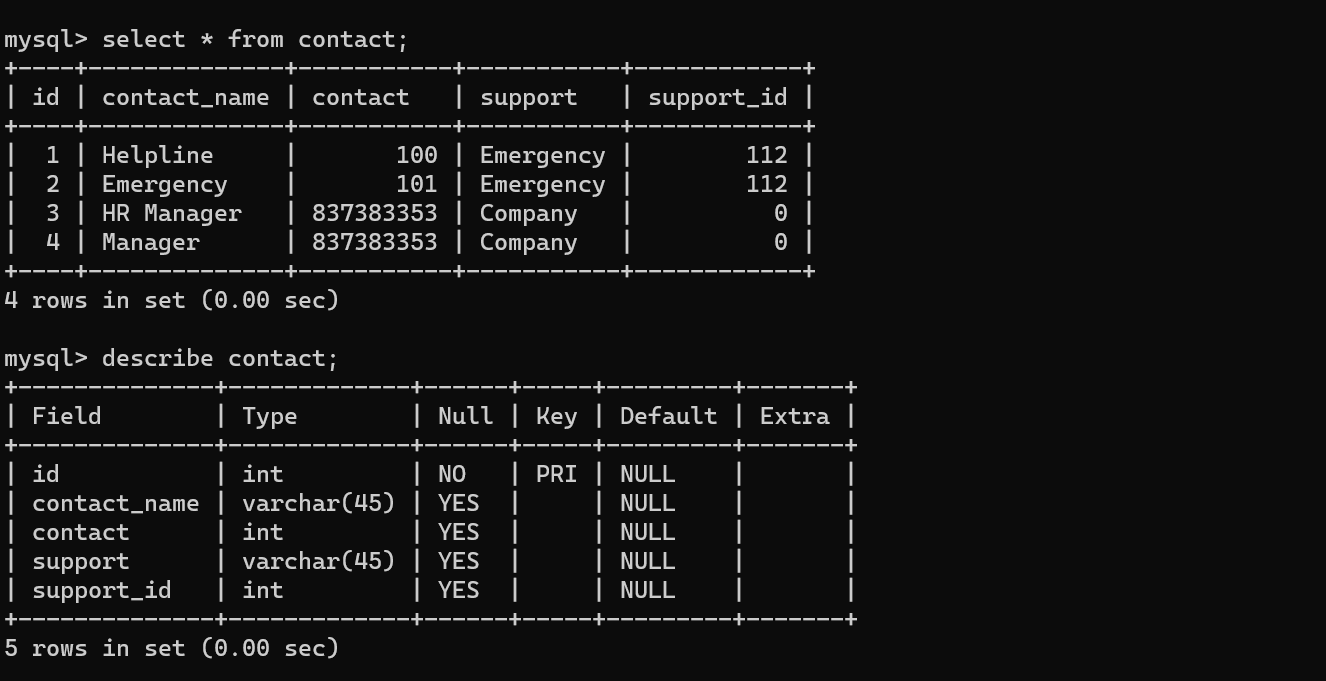 mysql> select * from contact;
+----+--------------+-----------+-----------+------------+
| id | contact_name | contact   | support   | support_id |
+----+--------------+-----------+-----------+------------+
|  1 | Helpline     |       100 | Emergency |        112 |
|  2 | Emergency    |       101 | Emergency |        112 |
|  3 | HR Manager   | 837383353 | Company   |          0 |
|  4 | Manager      | 837383353 | Company   |          0 |
+----+--------------+-----------+-----------+------------+
4 rows in set (0.00 sec)
mysql> describe contact;
+--------------+-------------+------+-----+---------+-------+
| Field        | Type        | Null | Key | Default | Extra |
+--------------+-------------+------+-----+---------+-------+
| id           | int         | NO   | PRI | NULL    |       |
| contact_name | varchar(45) | YES  |     | NULL    |       |
| contact      | int         | YES  |     | NULL    |       |
| support      | varchar(45) | YES  |     | NULL    |       |
| support_id   | int         | YES  |     | NULL    |       |
+--------------+-------------+------+-----+---------+-------+
5 rows in set (0.00 sec)